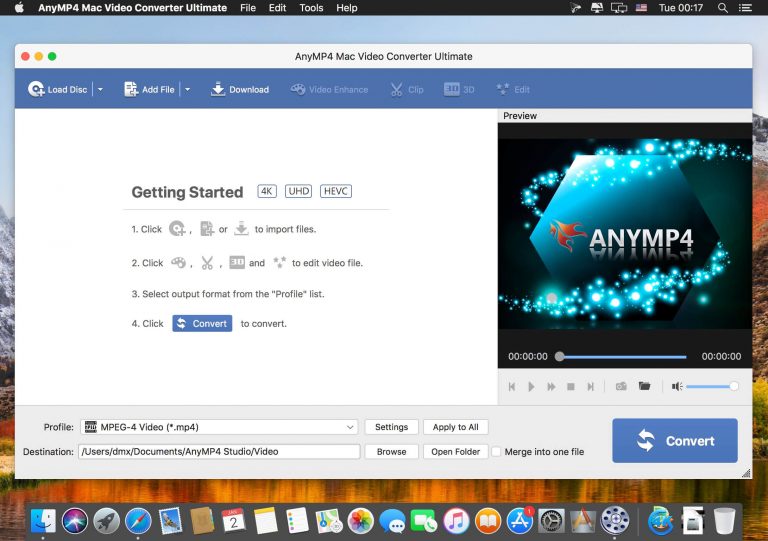 AnyMP4 Mac Video Converter Ultimate File Edit Tools Help Tue 00:17
AnyMP4 Mac Video Converter Ultimate
Load Disc Add File Download Video Enhance Clip 3D 3D Edit
Preview
ANYMP4
Getting Started 4K UHD HEVC
1. Click , or to import files.
2. Click , , 3D and to edit video file.
3. Select output format from the "Profile" list.
4. Click Convert to convert.
00:00:00 00:00:00
Profile: MPEG-4 Video (*.mp4) Settings Apply to All
Convert
Destination: /Users/dmx/Documents/AnyMP4 Studio/Video Browse Open Folder Merge into one file
JAN
2
1